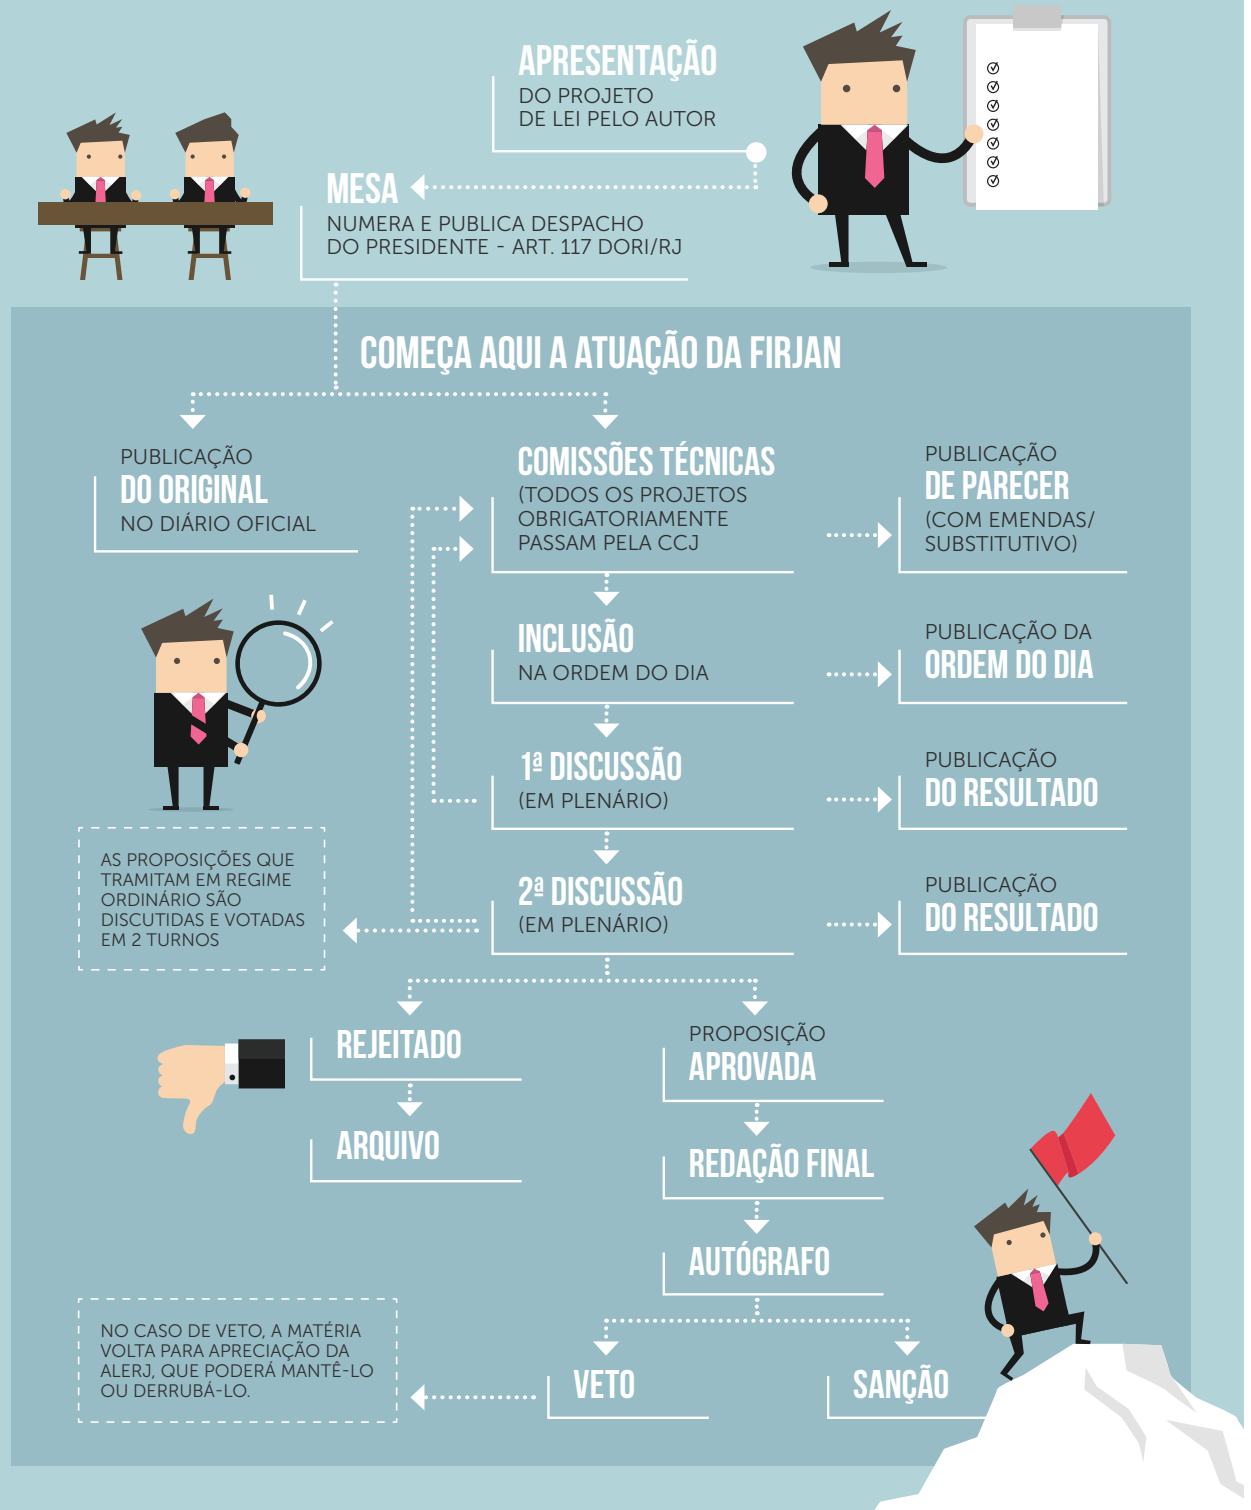 APRESENTAÇÃO
DO PROJETO
DE LEI PELO AUTOR
MESA
NUMERA E PUBLICA DESPACHO
DO PRESIDENTE - ART. 117 DORI/RJ
COMEÇA AQUI A ATUAÇÃO DA FIRJAN
PUBLICAÇÃO
DO ORIGINAL
NO DIÁRIO OFICIAL
COMISSÕES TÉCNICAS
(TODOS OS PROJETOS
OBRIGATORIAMENTE
PASSAM PELA CCJ
PUBLICAÇÃO
DE PARECER
(COM EMENDAS/
SUBSTITUTIVO)
INCLUSÃO
NA ORDEM DO DIA
PUBLICAÇÃO DA
ORDEM DO DIA
1ª DISCUSSÃO
(EM PLENÁRIO)
PUBLICAÇÃO
DO RESULTADO
AS PROPOSIÇÕES QUE
TRAMITAM EM REGIME
ORDINÁRIO SÃO
DISCUTIDAS E VOTADAS
EM 2 TURNOS
2ª DISCUSSÃO
(EM PLENÁRIO)
PUBLICAÇÃO
DO RESULTADO
REJEITADO
ARQUIVO
PROPOSIÇÃO
APROVADA
REDAÇÃO FINAL
AUTÓGRAFO
NO CASO DE VETO, A MATÉRIA
VOLTA PARA APRECIAÇÃO DA
ALERJ, QUE PODERÁ MANTÊ-LO
OU DERRUBÁ-LO.
VETO
SANÇÃO